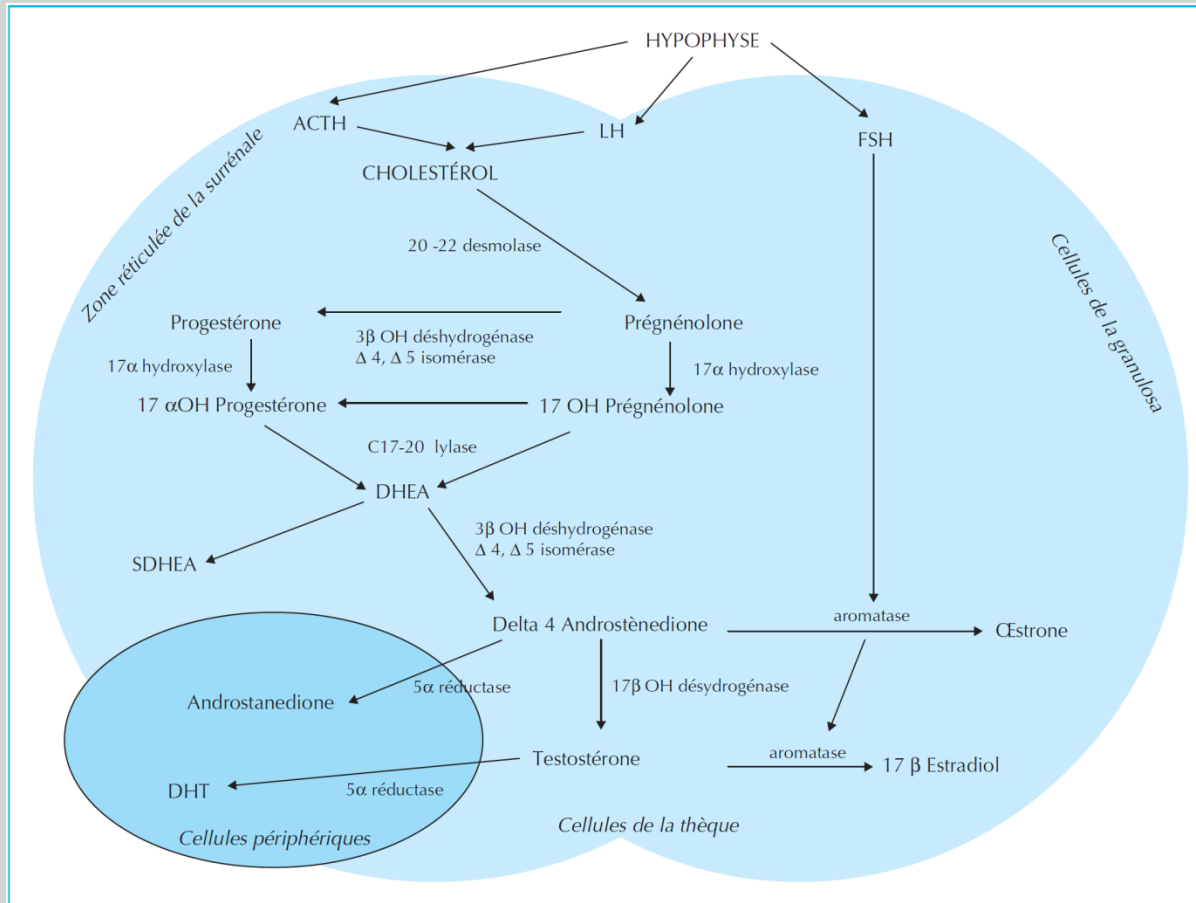 HYPOPHYSE
ACTH
LH
FSH
CHOLESTÉROL
Zone réticulée de la surrénale
20 -22 desmolase
Cellules de la granulosa
Progestérone
Prégnénolone
3β OH déshydrogénase
Δ 4, Δ 5 isomérase
17α hydroxylase
17α hydroxylase
17 αOH Progestérone
17 OH Prégnénolone
C17-20 lylase
DHEA
3β OH déshydrogénase
Δ 4, Δ 5 isomérase
SDHEA
Delta 4 Androstènedione
aromatase
Œstrone
5α réductase
17β OH désydrogénase
Androstanedione
Testostérone
aromatase
17 β Estradiol
DHT
5α réductase
Cellules de la thèque
Cellules périphériques